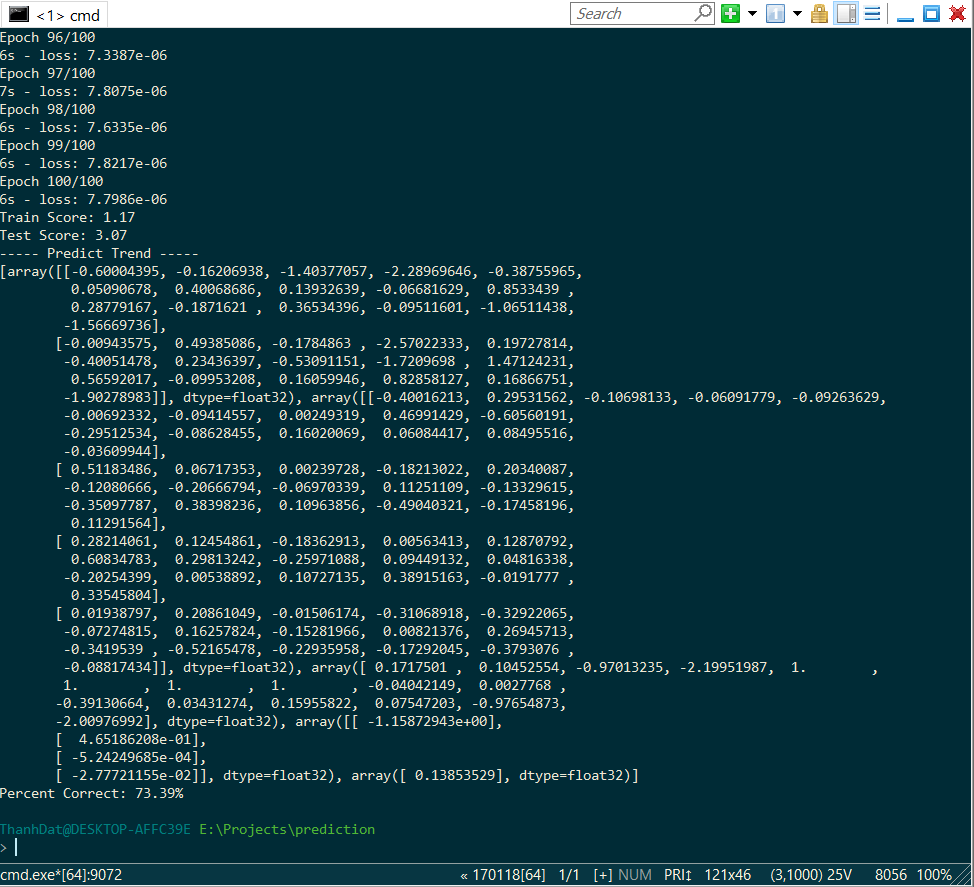 <1> cmd
Search
Epoch 96/100
6s - loss: 7.3387e-06
Epoch 97/100
7s - loss: 7.8075e-06
Epoch 98/100
6s - loss: 7.6335e-06
Epoch 99/100
6s - loss: 7.8217e-06
Epoch 100/100
6s - loss: 7.7986e-06
Train Score: 1.17
Test Score: 3.07
----- Predict Trend -----
[array([[-0.60004395, -0.16206938, -1.40377057, -2.28969646, -0.38755965,
0.05090678, 0.40068686, 0.13932639, -0.06681629, 0.8533439 ,
0.28779167, -0.1871621 , 0.36534396, -0.09511601, -1.06511438,
-1.56669736],
[-0.00943575, 0.49385086, -0.1784863 , -2.57022333, 0.19727814,
-0.40051478, 0.23436397, -0.53091151, -1.7209698 , 1.47124231,
0.56592017, -0.09953208, 0.16059946, 0.82858127, 0.16866751,
-1.90278983]], dtype=float32), array([[-0.40016213, 0.29531562, -0.10698133, -0.06091779, -0.09263629,
-0.00692332, -0.09414557, 0.00249319, 0.46991429, -0.60560191,
-0.29512534, -0.08628455, 0.16020069, 0.06084417, 0.08495516,
-0.03609944],
[ 0.51183486, 0.06717353, 0.00239728, -0.18213022, 0.20340087,
-0.12080666, -0.20666794, -0.06970339, 0.11251109, -0.13329615,
-0.35097787, 0.38398236, 0.10963856, -0.49040321, -0.17458196,
0.11291564],
[ 0.28214061, 0.12454861, -0.18362913, 0.00563413, 0.12870792,
0.60834783, 0.29813242, -0.25971088, 0.09449132, 0.04816338,
-0.20254399, 0.00538892, 0.10727135, 0.38915163, -0.0191777 ,
0.33545804],
[ 0.01938797, 0.20861049, -0.01506174, -0.31068918, -0.32922065,
-0.07274815, 0.16257824, -0.15281966, 0.00821376, 0.26945713,
-0.3419539 , -0.52165478, -0.22935958, -0.17292045, -0.3793076 ,
-0.08817434]], dtype=float32), array([ 0.1717501 , 0.10452554, -0.97013235, -2.19951987, 1. ,
1. , 1. , 1. , -0.04042149, 0.0027768 ,
-0.39130664, 0.03431274, 0.15955822, 0.07547203, -0.97654873,
-2.00976992], dtype=float32), array([[ -1.15872943e+00],
[ 4.65186208e-01],
[ -5.24249685e-04],
[ -2.77721155e-02]], dtype=float32), array([ 0.13853529], dtype=float32)]
Percent Correct: 73.39%
ThanhDat@DESKTOP-AFFC39E E:\Projects\prediction
>
cmd.exe*[64]:9072 « 170118[64] 1/1 [+] NUM PRI↕ 121x46 (3,1000) 25V 8056 100%